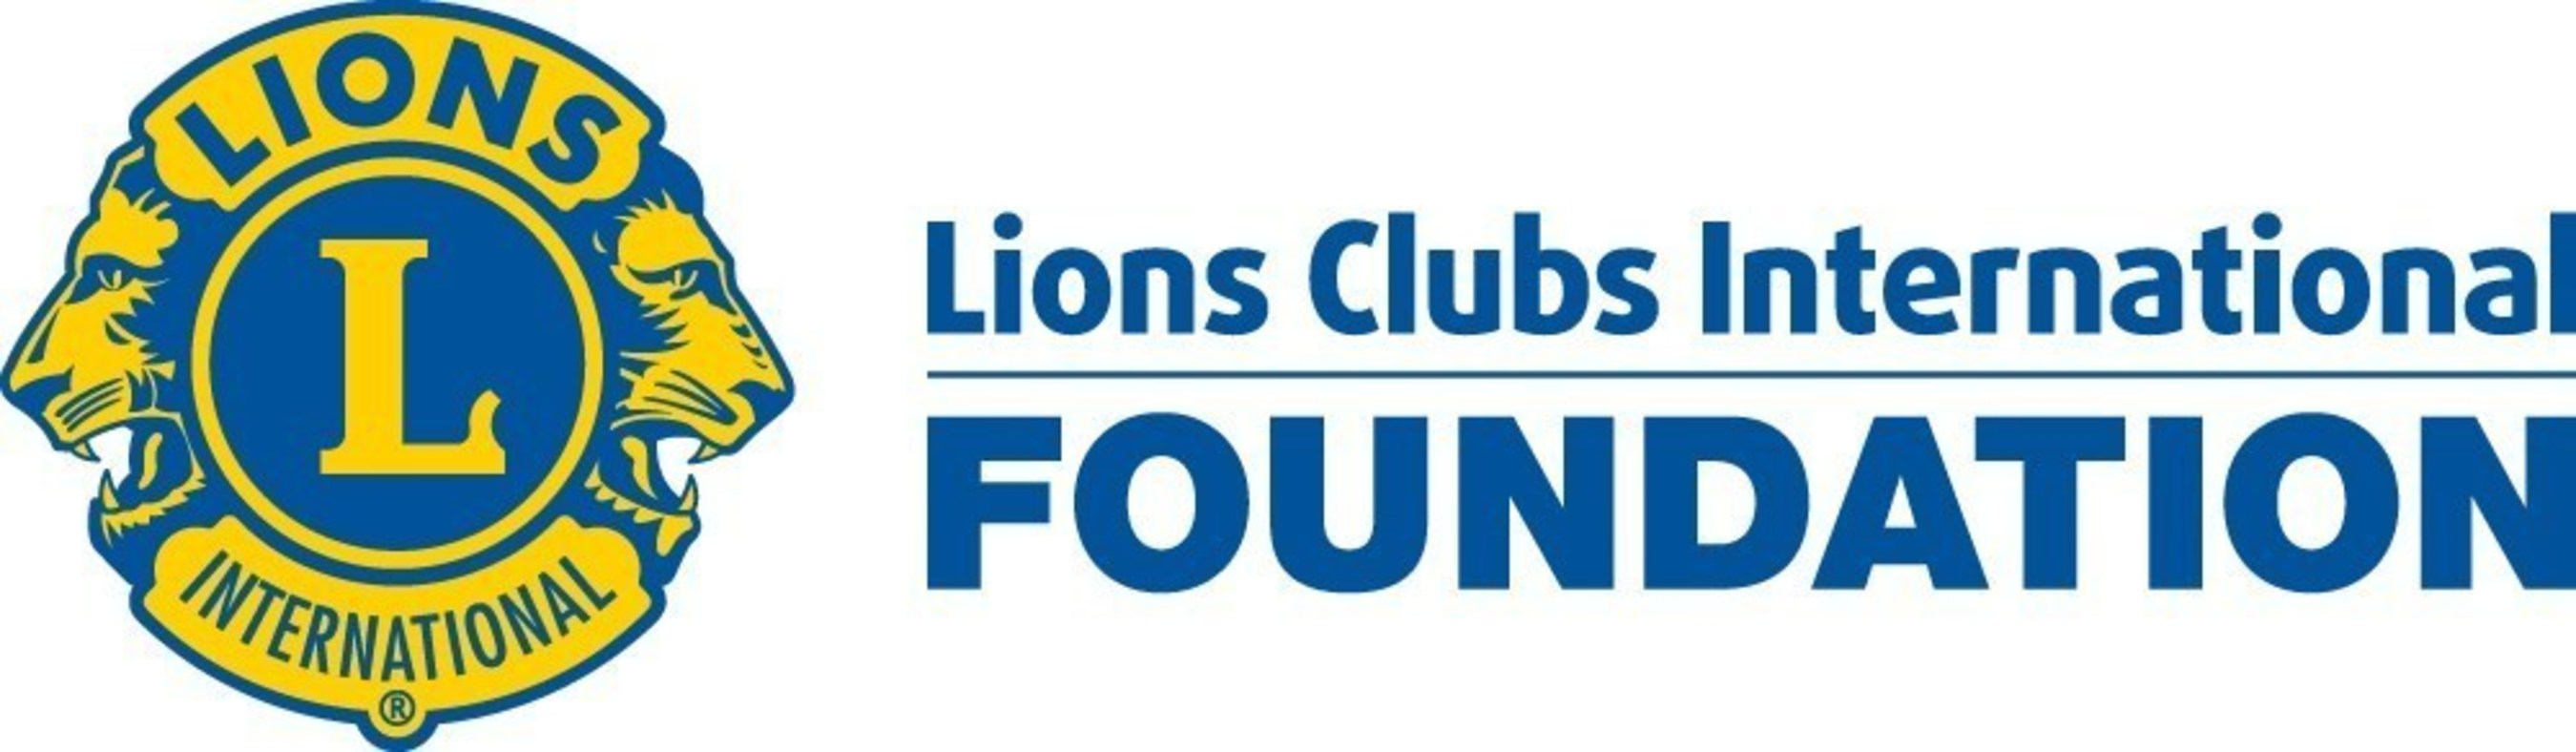 LIONS
L
INTERNATIONAL
®
Lions Clubs International
FOUNDATION